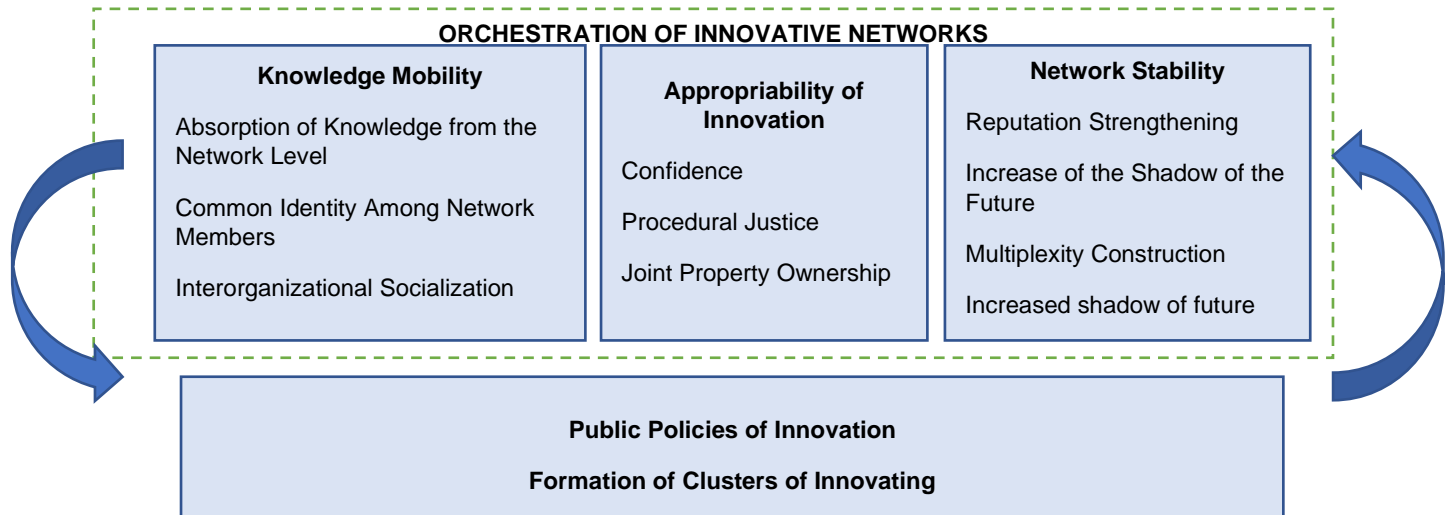 ORCHESTRATION OF INNOVATIVE NETWORKS
Knowledge Mobility
Absorption of Knowledge from the
Network Level
Common Identity Among Network
Members
Interorganizational Socialization
Appropriability of
Innovation
Confidence
Procedural Justice
Joint Property Ownership
Network Stability
Reputation Strengthening
Increase of the Shadow of the
Future
Multiplexity Construction
Increased shadow of future
Public Policies of Innovation
Formation of Clusters of Innovating